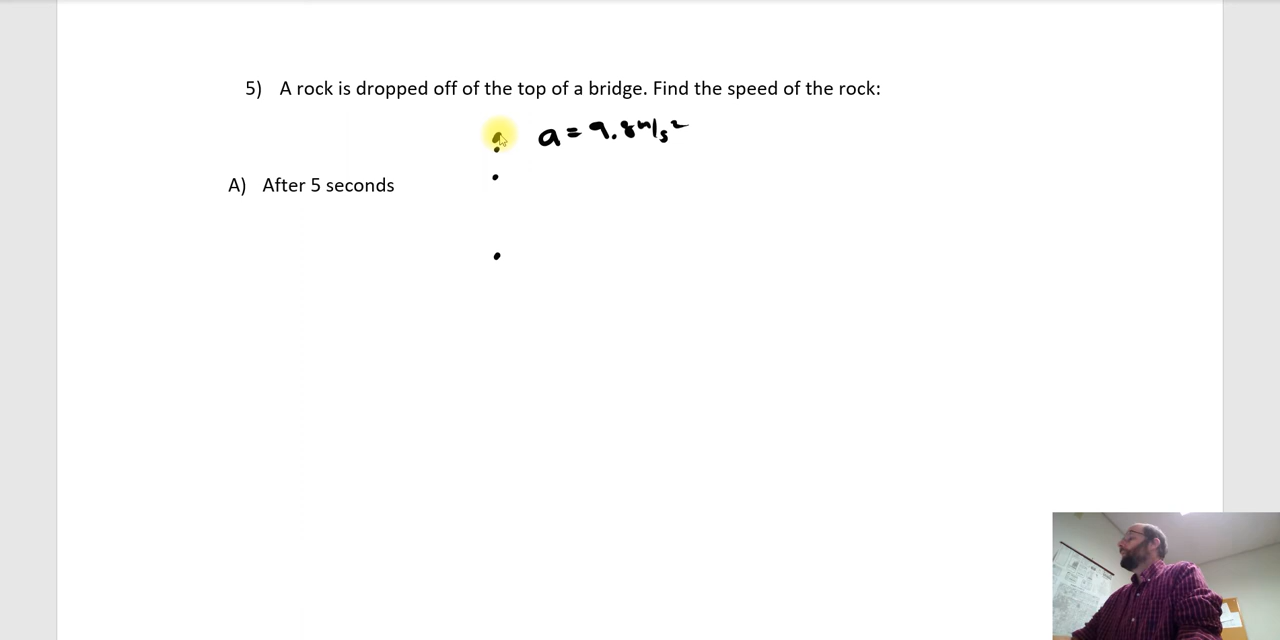 5) A rock is dropped off of the top of a bridge. Find the speed of the rock:
a = 9.8 m/s²
A) After 5 seconds